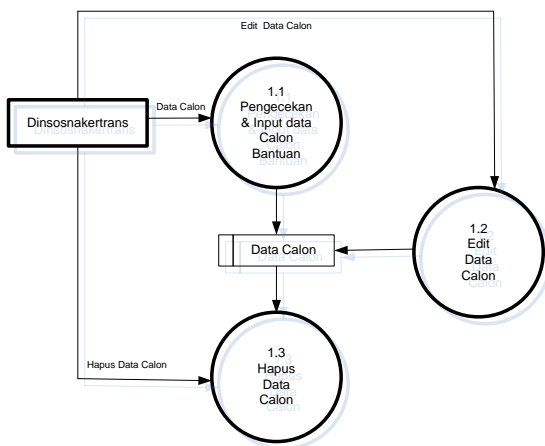 Edit Data Calon
Dinsosnakertrans
Data Calon
1.1
Pengecekan
& Input data
Calon
Bantuan
1.2
Edit
Data
Calon
Data Calon
Hapus Data Calon
1.3
Hapus
Data
Calon